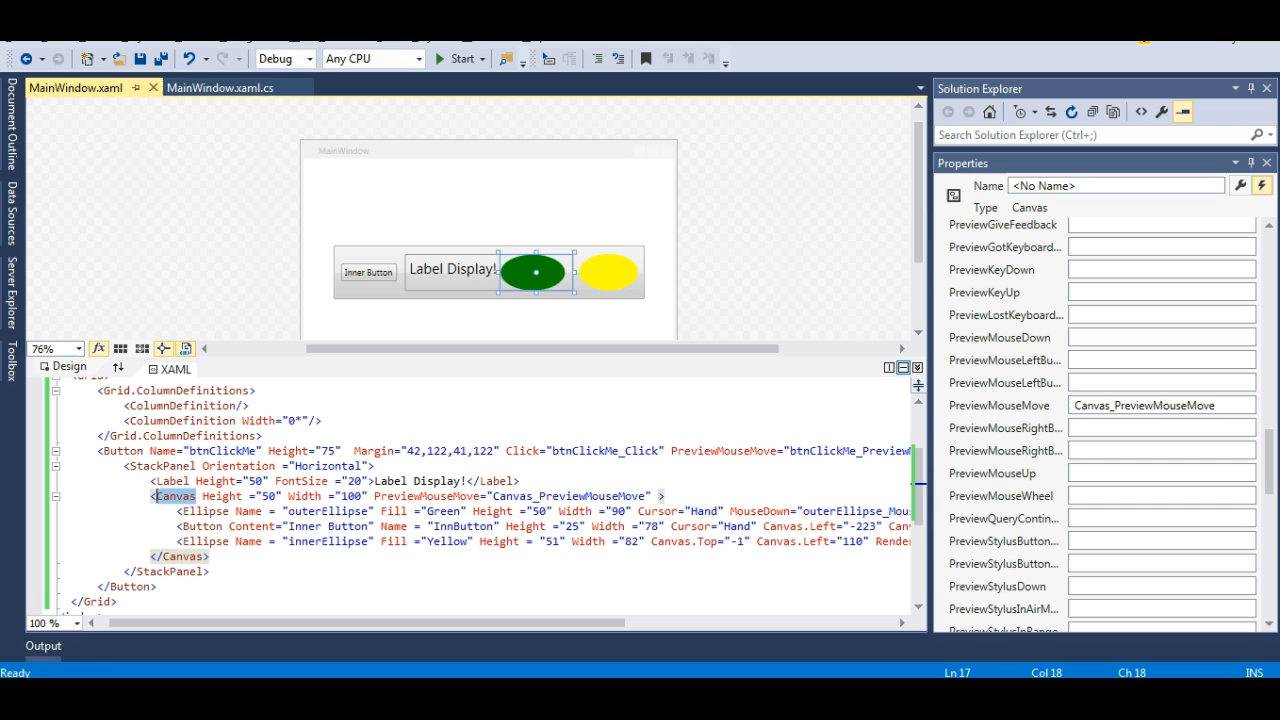 Debug
Any CPU
Start
MainWindow.xaml
MainWindow.xaml.cs
Document Outline
Data Sources
Server Explorer
Toolbox
MainWindow
Inner Button
Label Display!
76%
Design
XAML
<Grid.ColumnDefinitions>
<ColumnDefinition/>
<ColumnDefinition Width="0*"/>
</Grid.ColumnDefinitions>
<Button Name="btnClickMe" Height="75"  Margin="42,122,41,122" Click="btnClickMe_Click" PreviewMouseMove="btnClickMe_Preview
<StackPanel Orientation ="Horizontal">
<Label Height="50" FontSize ="20">Label Display!</Label>
<Canvas Height ="50" Width ="100" PreviewMouseMove="Canvas_PreviewMouseMove" >
<Ellipse Name = "outerEllipse" Fill ="Green" Height ="50" Width ="90" Cursor="Hand" MouseDown="outerEllipse_Mou
<Button Content="Inner Button" Name = "InnButton" Height ="25" Width ="78" Cursor="Hand" Canvas.Left="-223" Can
<Ellipse Name = "innerEllipse" Fill ="Yellow" Height = "51" Width ="82" Canvas.Top="-1" Canvas.Left="110" Render
</Canvas>
</StackPanel>
</Button>
</Grid>
100 %
Output
Ready
Ln 17
Col 18
Ch 18
INS
Solution Explorer
Search Solution Explorer (Ctrl+;)
Properties
Name <No Name>
Type Canvas
PreviewGiveFeedback
PreviewGotKeyboard...
PreviewKeyDown
PreviewKeyUp
PreviewLostKeyboard...
PreviewMouseDown
PreviewMouseLeftBu...
PreviewMouseLeftBu...
PreviewMouseMove Canvas_PreviewMouseMove
PreviewMouseRightB...
PreviewMouseRightB...
PreviewMouseUp
PreviewMouseWheel
PreviewQueryContin...
PreviewStylusButton...
PreviewStylusButton...
PreviewStylusDown
PreviewStylusInAirM...
PreviewStylusInRange